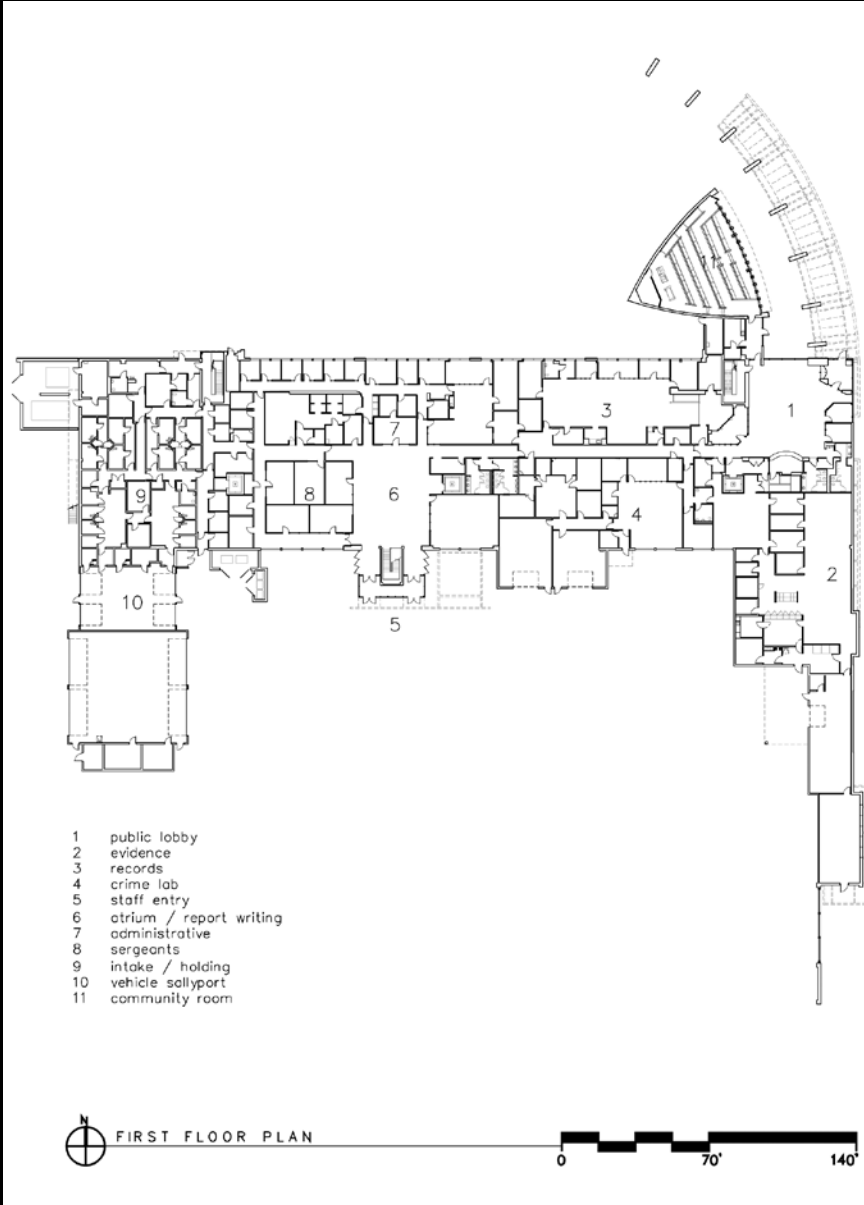 11
3
1
7
9
8
6
4
2
10
5
1 public lobby
2 evidence
3 records
4 crime lab
5 staff entry
6 atrium / report writing
7 administrative
8 sergeants
9 intake / holding
10 vehicle sallyport
11 community room
N
FIRST FLOOR PLAN
0 70' 140'